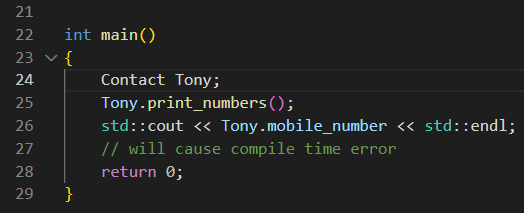 21
22 int main()
23 {
24     Contact Tony;
25     Tony.print_numbers();
26     std::cout << Tony.mobile_number << std::endl;
27     // will cause compile time error
28     return 0;
29 }